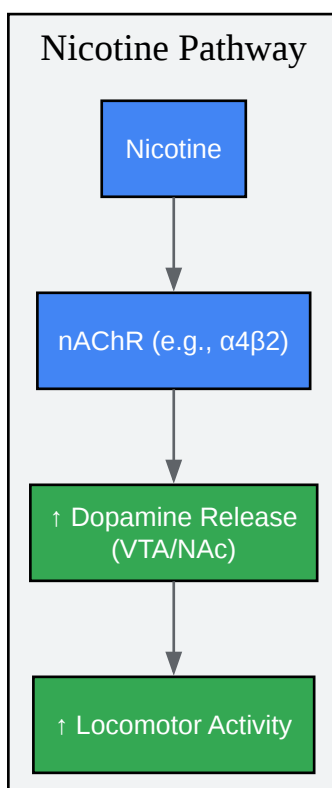 Nicotine Pathway
Nicotine
nAChR (e.g., α4β2)
↑ Dopamine Release
(VTA/NAc)
↑ Locomotor Activity